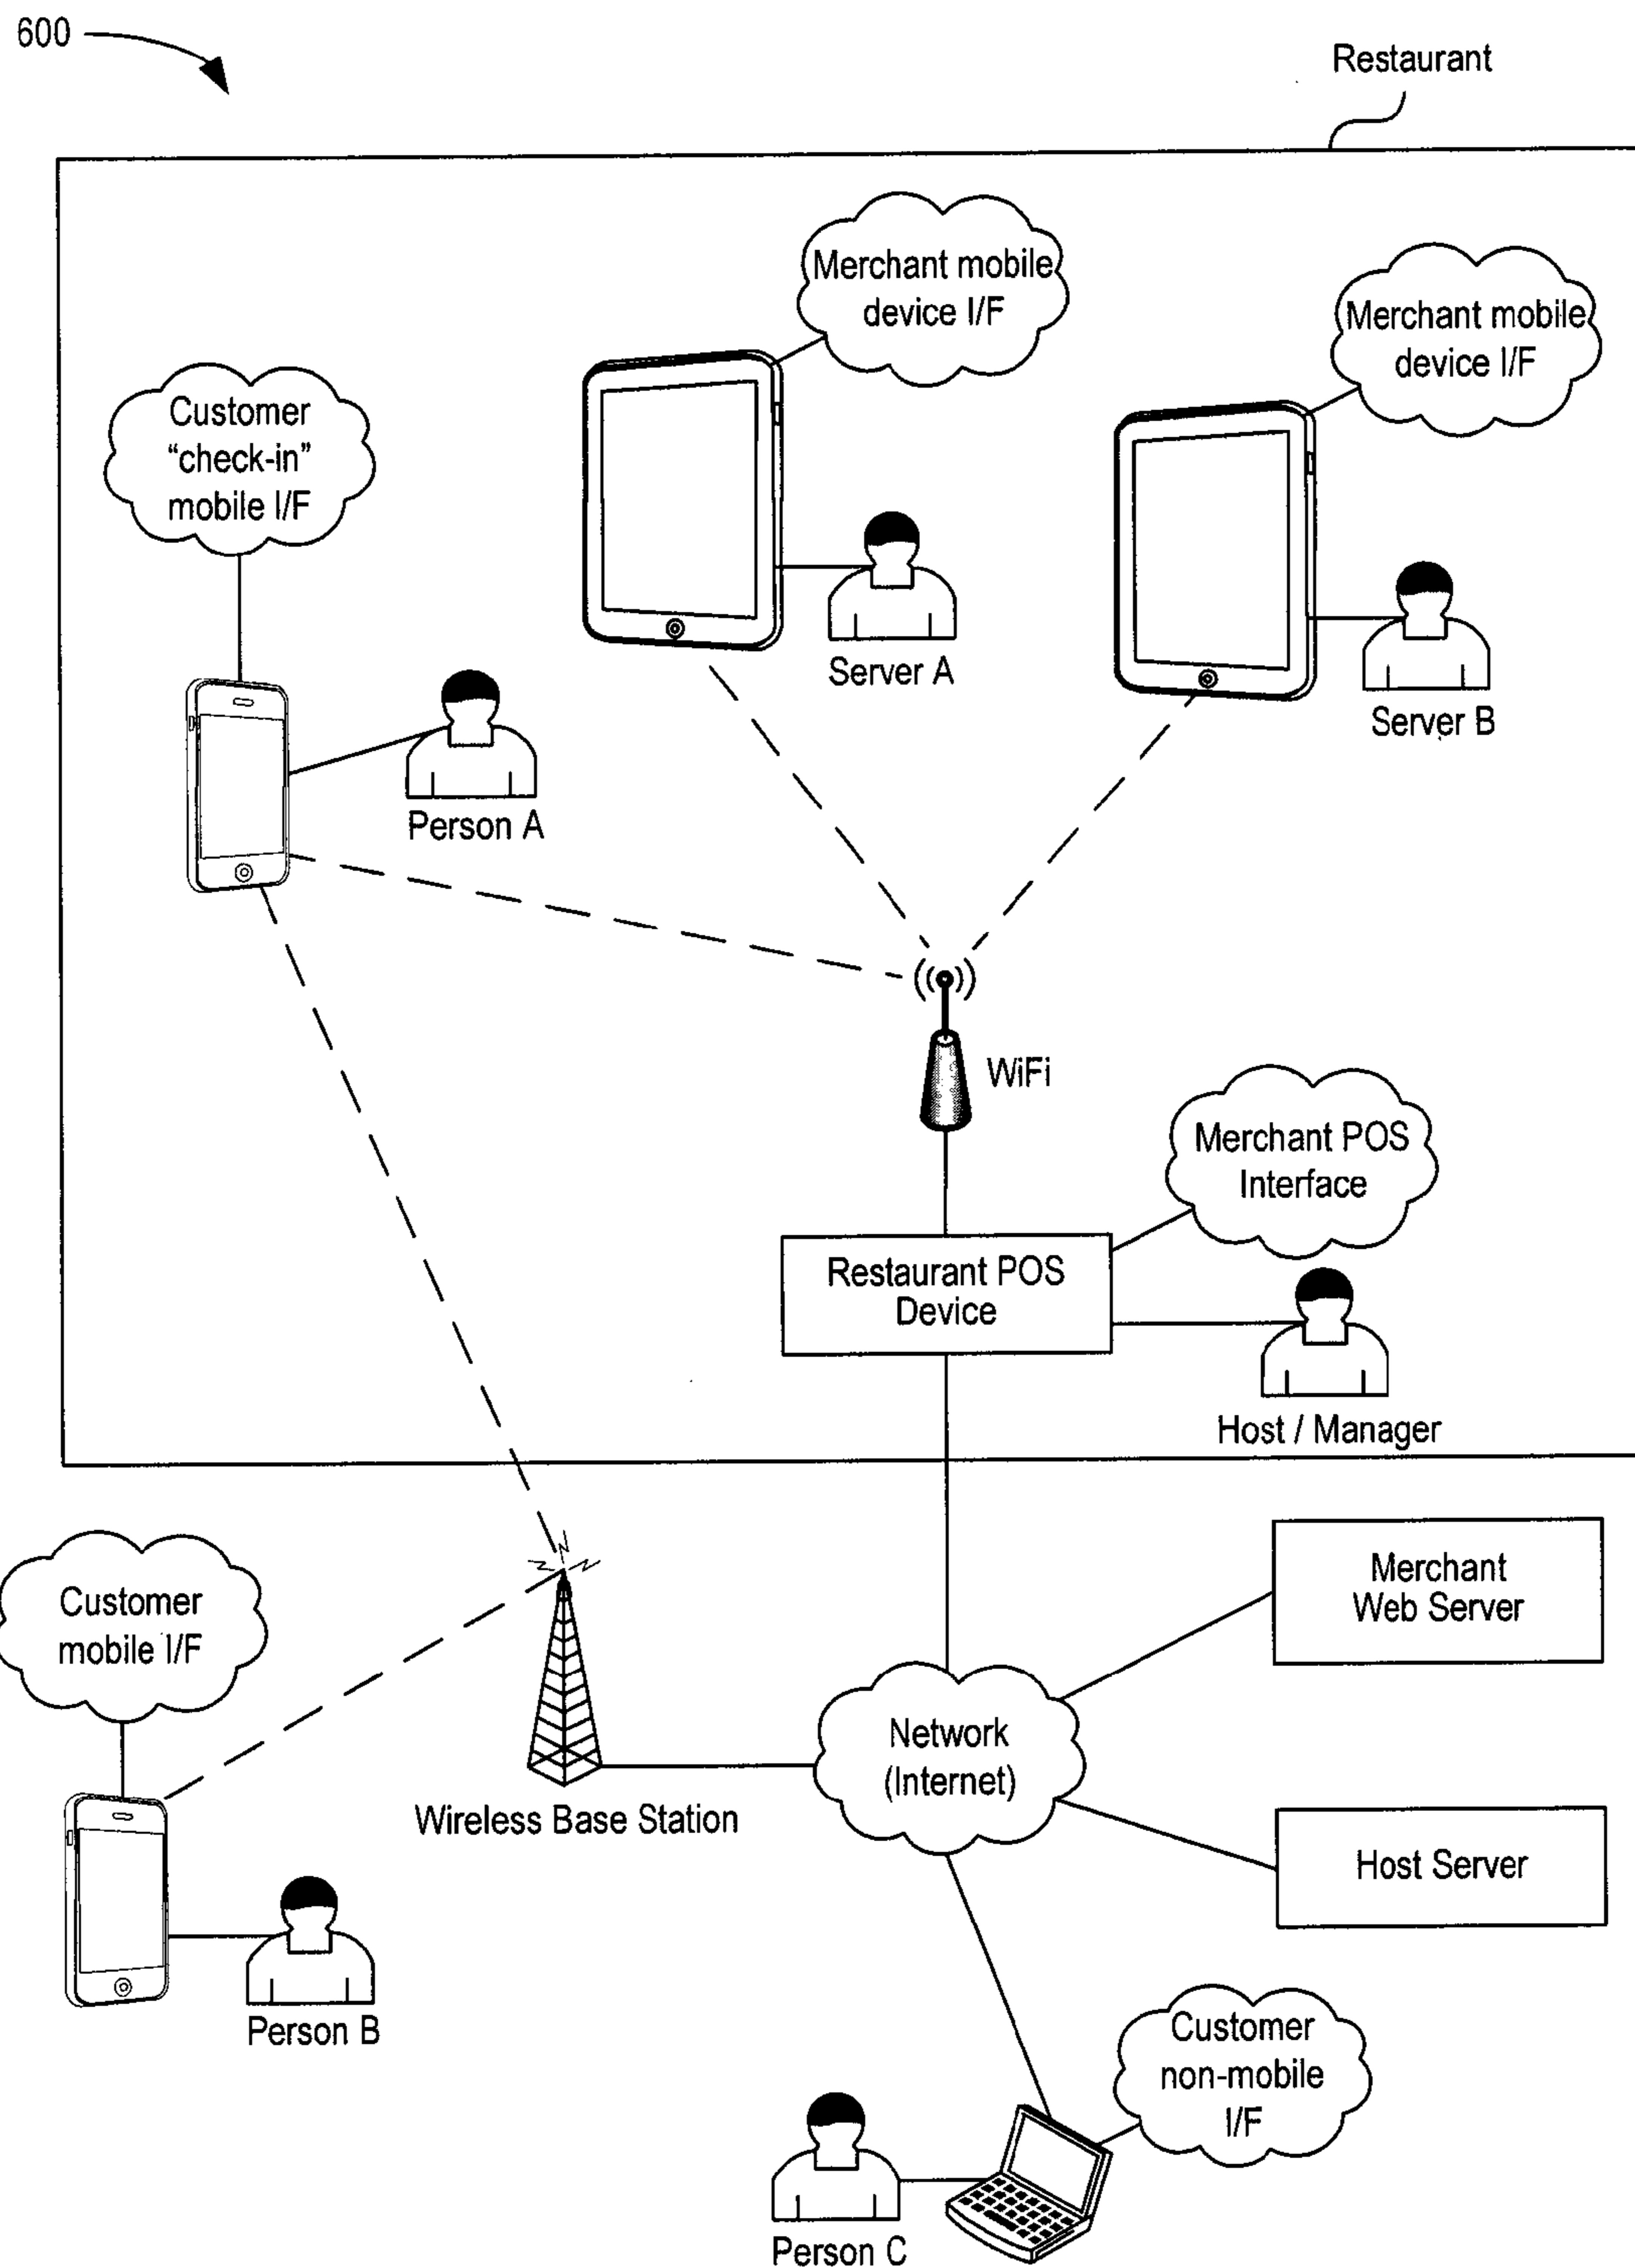 600
Restaurant
Merchant mobile
device I/F
Merchant mobile
device I/F
Customer
“check-in”
mobile I/F
Server A
Server B
Person A
WiFi
Merchant POS
Interface
Restaurant POS
Device
Host / Manager
Merchant
Web Server
Customer
mobile I/F
Network
(Internet)
Wireless Base Station
Host Server
Person B
Customer
non-mobile
I/F
Person C